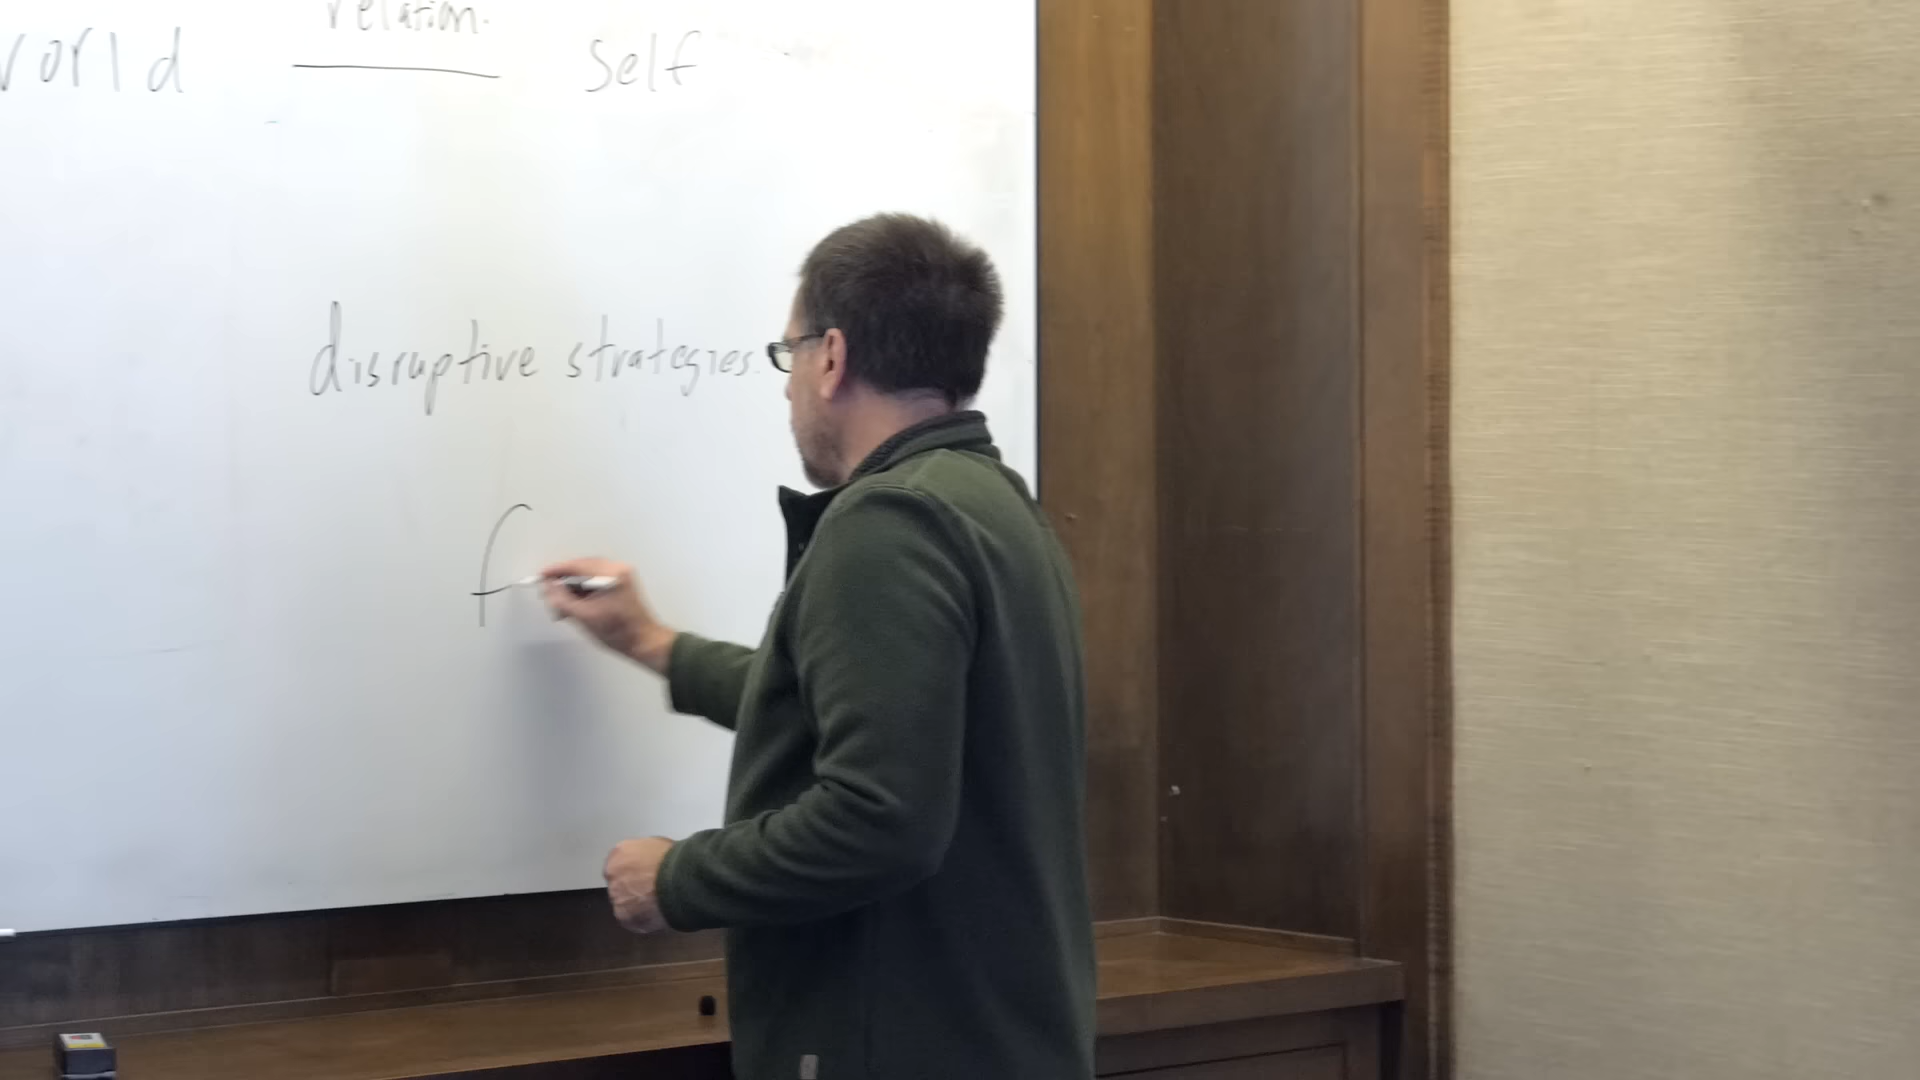 relation.
world self
disruptive strategies.
f